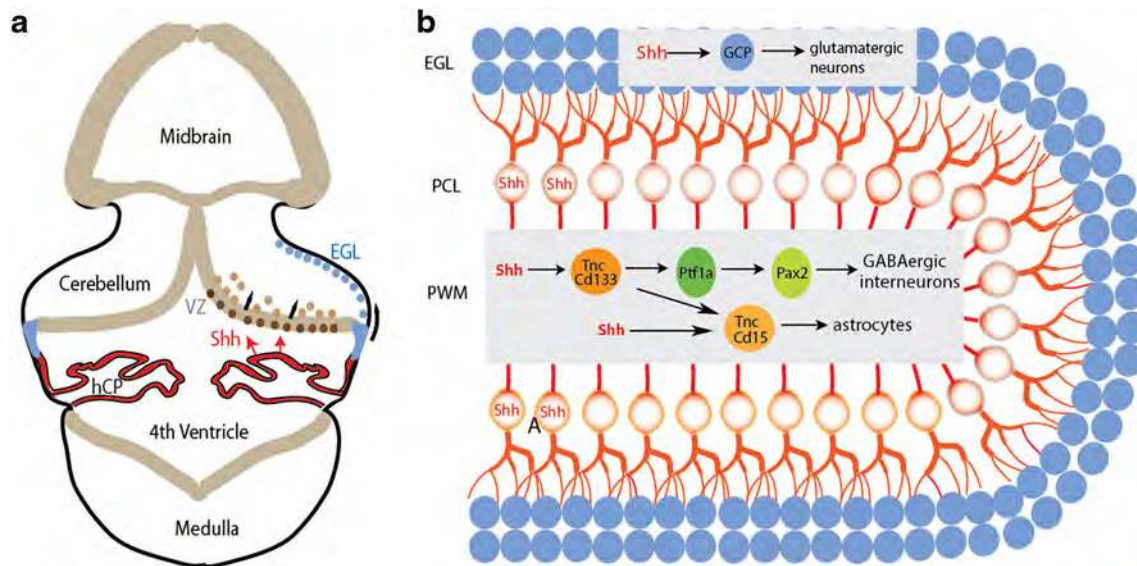 a
Midbrain
EGL
Cerebellum
VZ
Shh
hCP
4th Ventricle
Medulla
b
EGL
Shh
GCP
glutamatergic
neurons
PCL
Shh
Shh
PWM
Shh
Tnc
Cd133
Ptf1a
Pax2
GABAergic
interneurons
Shh
Tnc
Cd15
astrocytes
Shh
Shh
A